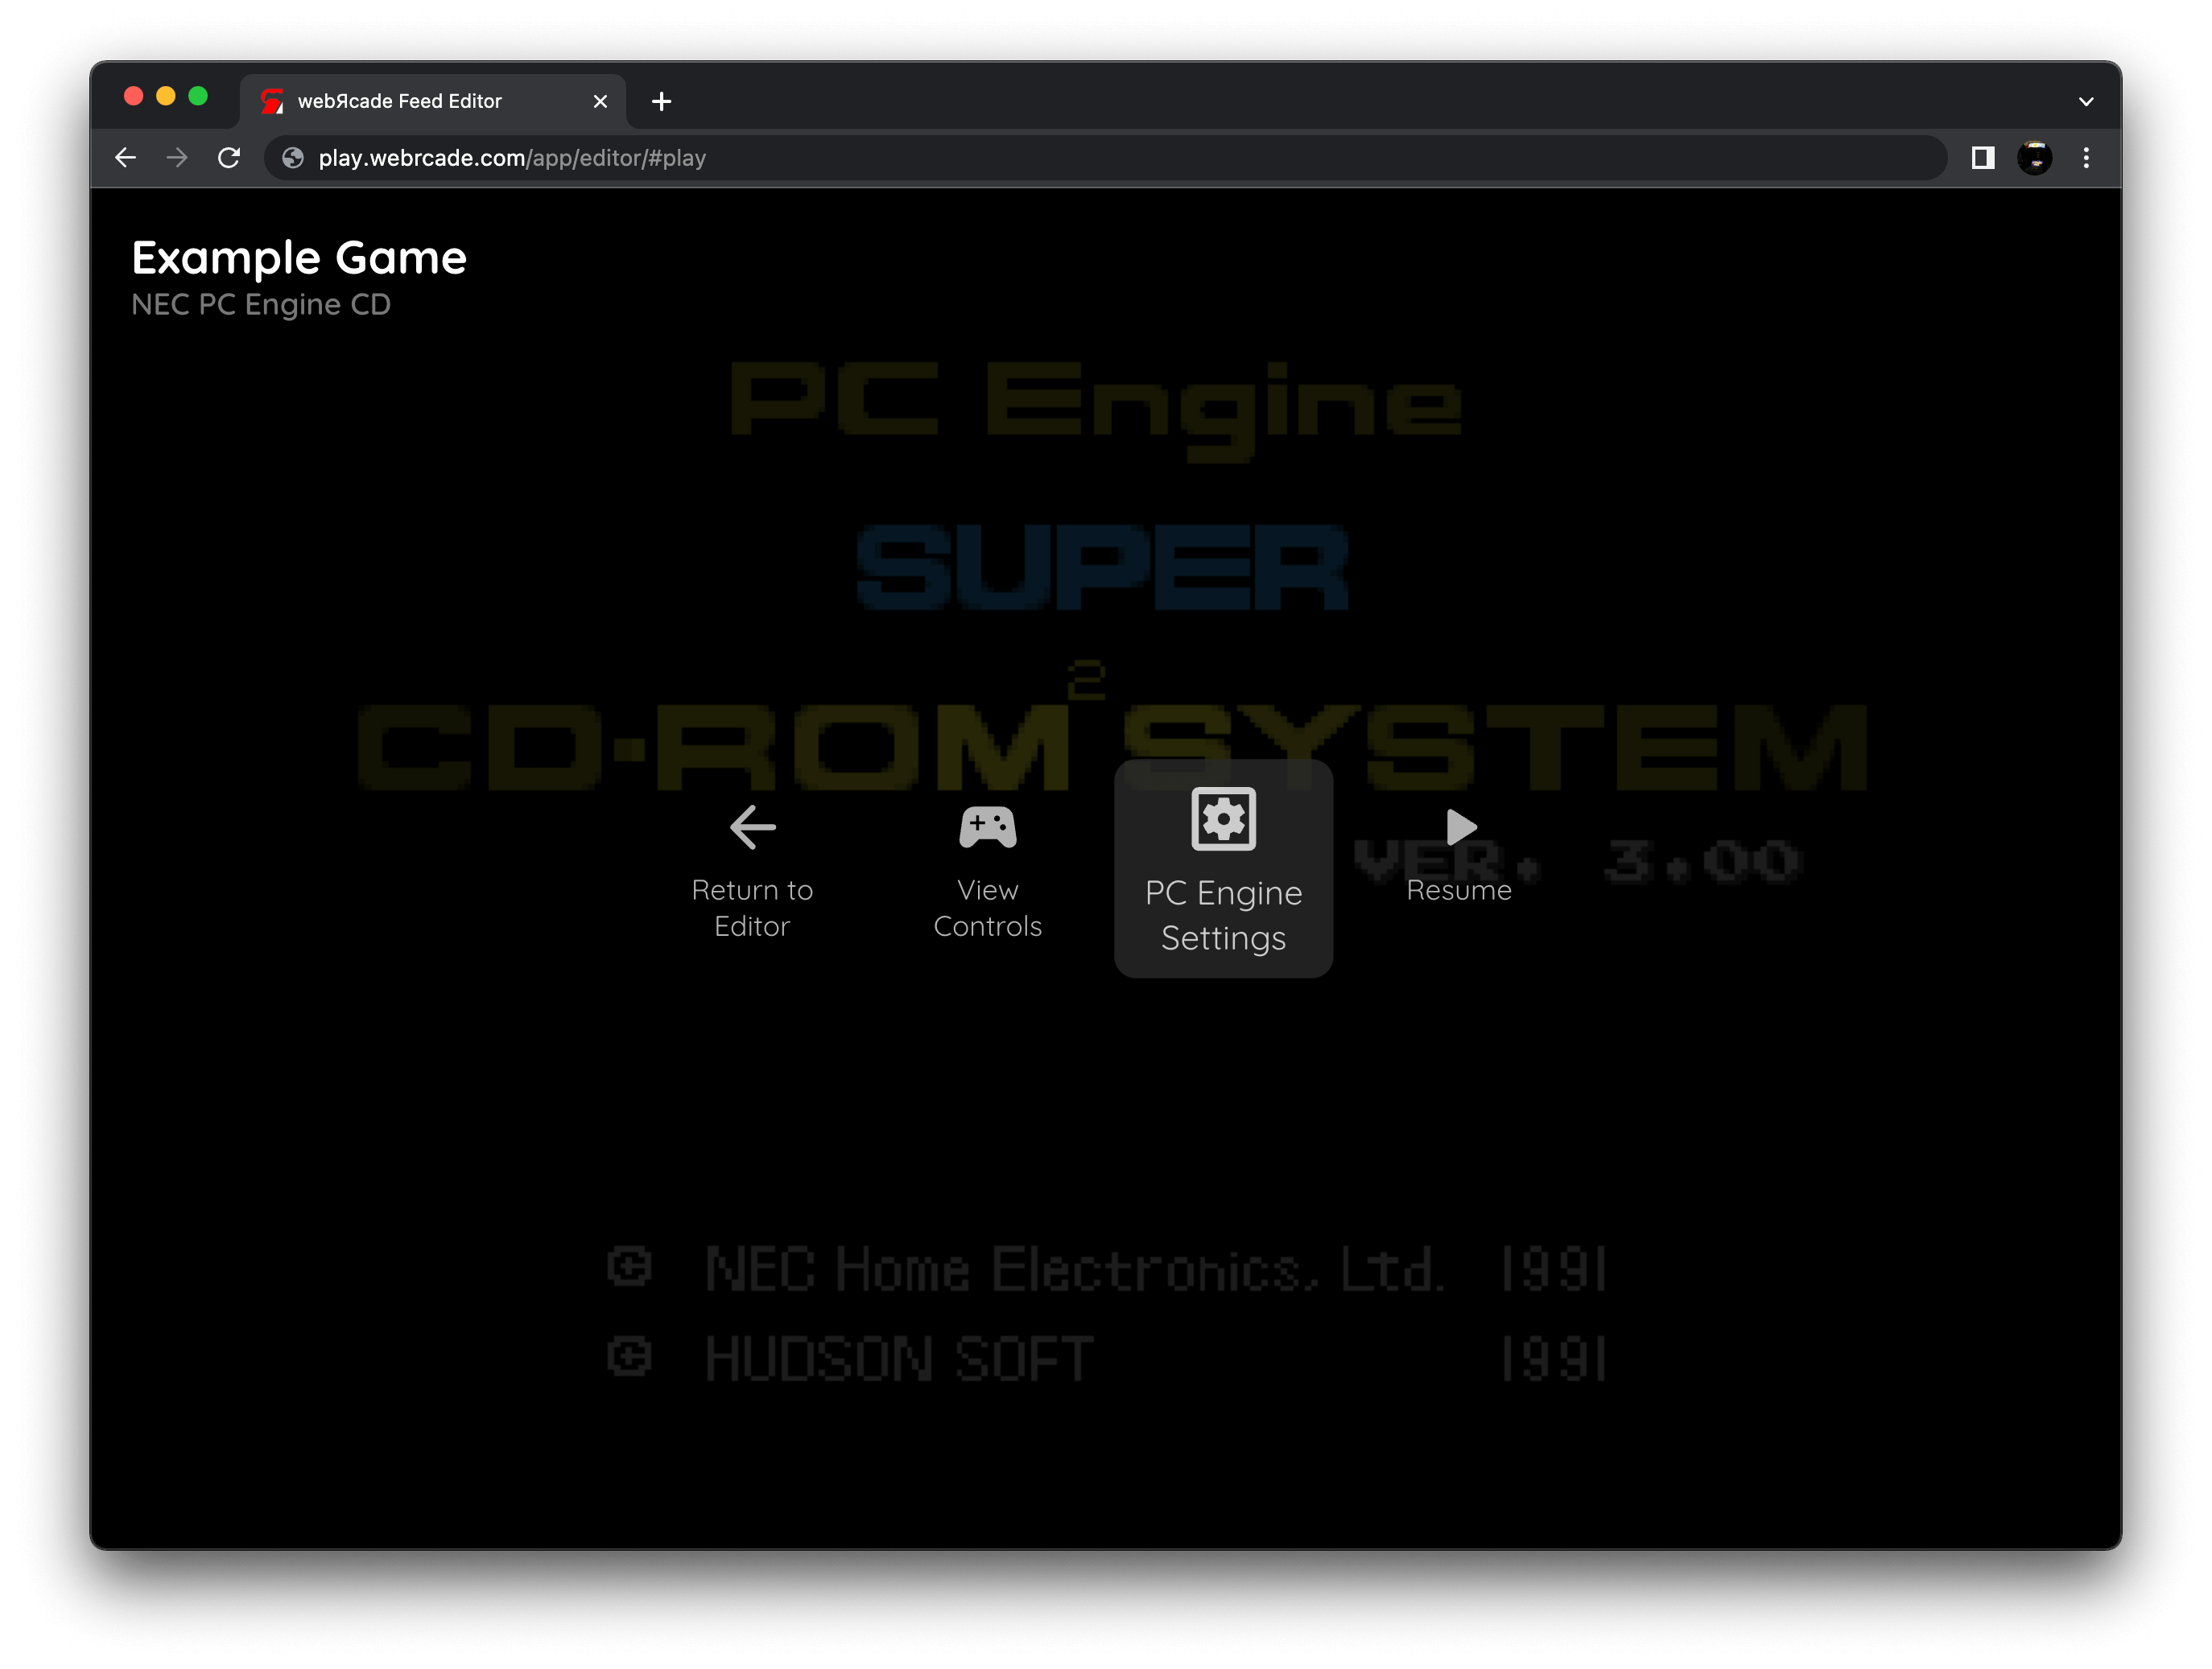 webЯcade Feed Editor
play.webrcade.com/app/editor/#play
Example Game
NEC PC Engine CD
PC Engine
SUPER
CD·ROM² SYSTEM
VER. 3.00
Return to
Editor
View
Controls
PC Engine
Settings
Resume
© NEC Home Electronics, Ltd. 1991
© HUDSON SOFT 1991